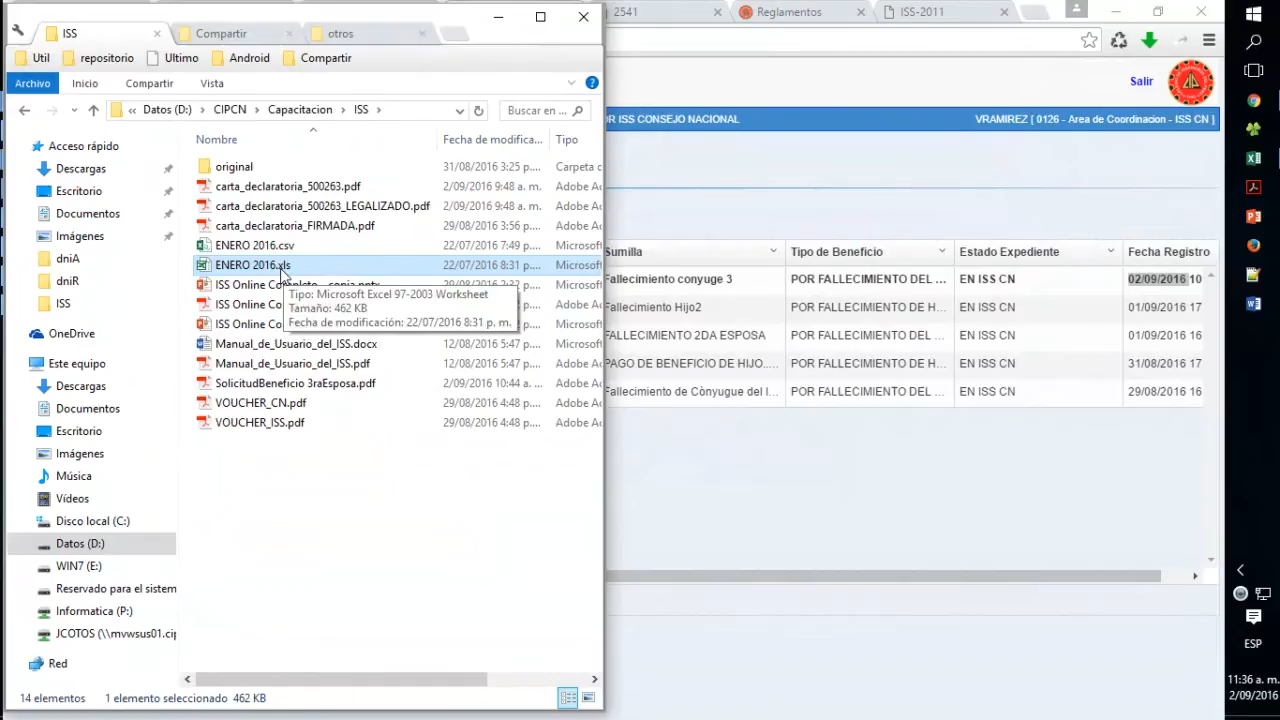 ISS
Compartir
otros
2541
Reglamentos
ISS-2011
Util
repositorio
Ultimo
Android
Compartir
Archivo
Inicio
Compartir
Vista
« Datos (D:) > CIPCN > Capacitacion > ISS >
Buscar en ...
Salir
R ISS CONSEJO NACIONAL
VRAMIREZ [ 0126 - Area de Coordinacion - ISS CN ]
Acceso rápido
Descargas
Escritorio
Documentos
Imágenes
dniA
dniR
ISS
OneDrive
Este equipo
Descargas
Documentos
Escritorio
Imágenes
Música
Vídeos
Disco local (C:)
Datos (D:)
WIN7 (E:)
Reservado para el sistem
Informatica (P:)
JCOTOS (\\mvwsus01.cip
Red
Nombre Fecha de modifica... Tipo
original 31/08/2016 3:25 p.... Carpeta c
carta_declaratoria_500263.pdf 2/09/2016 9:48 a. m. Adobe Ac
carta_declaratoria_500263_LEGALIZADO.pdf 2/09/2016 9:48 a. m. Adobe Ac
carta_declaratoria_FIRMADA.pdf 29/08/2016 3:56 p.... Adobe Ac
ENERO 2016.csv 22/07/2016 7:49 p.... Microsoft
ENERO 2016.xls 22/07/2016 8:31 p.... Microsoft
ISS Online Completo - copia.pptx Microsoft
ISS Online Co Adobe Ac
ISS Online Co Microsoft
Tipo: Microsoft Excel 97-2003 Worksheet
Tamaño: 462 KB
Fecha de modificación: 22/07/2016 8:31 p. m.
Manual_de_Usuario_del_ISS.docx 12/08/2016 5:47 p.... Microsoft
Manual_de_Usuario_del_ISS.pdf 12/08/2016 5:47 p.... Adobe Ac
SolicitudBeneficio 3raEsposa.pdf 2/09/2016 10:44 a. ... Adobe Ac
VOUCHER_CN.pdf 29/08/2016 4:48 p.... Adobe Ac
VOUCHER_ISS.pdf 29/08/2016 4:48 p.... Adobe Ac
14 elementos
1 elemento seleccionado 462 KB
Sumilla Tipo de Beneficio Estado Expediente Fecha Registro
Fallecimiento conyuge 3 POR FALLECIMIENTO DEL ... EN ISS CN 02/09/2016 10
Fallecimiento Hijo2 POR FALLECIMIENTO DE H... EN ISS CN 01/09/2016 17
FALLECIMIENTO 2DA ESPOSA POR FALLECIMIENTO DEL ... EN ISS CN 01/09/2016 16
PAGO DE BENEFICIO DE HIJO.... POR FALLECIMIENTO DE H... EN ISS CN 31/08/2016 17
Fallecimiento de Cònyugue del I... POR FALLECIMIENTO DEL ... EN ISS CN 29/08/2016 16
ESP
11:36 a. m.
2/09/2016